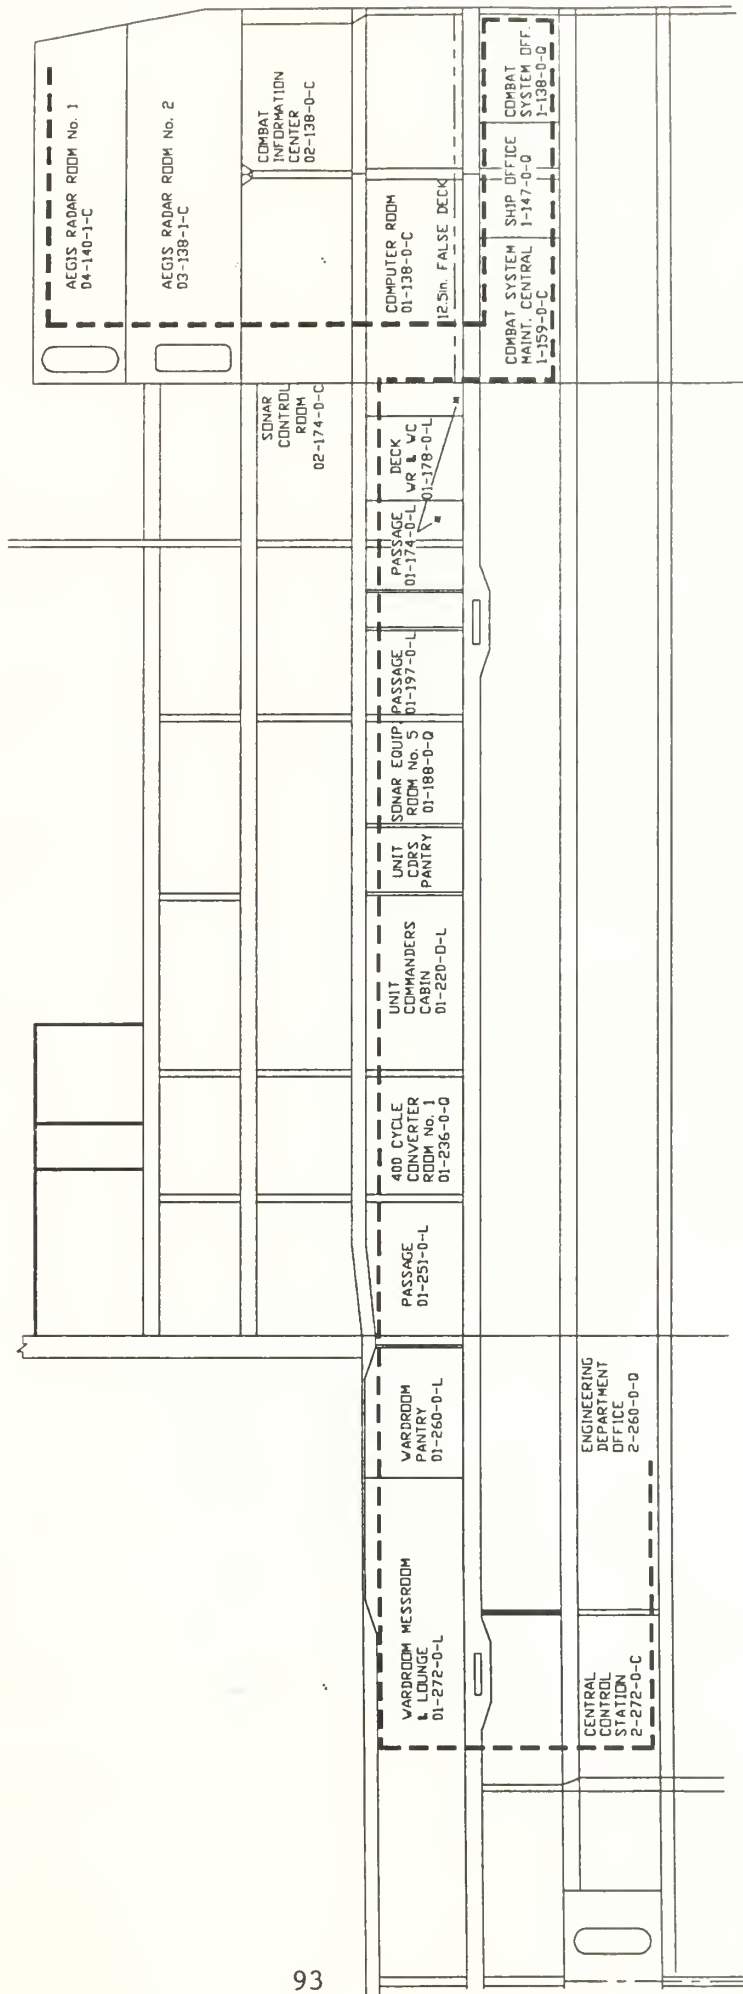 AEGIS RADAR ROOM No. 1
04-140-1-C
AEGIS RADAR ROOM No. 2
03-138-1-C
COMBAT
INFORMATION
CENTER
02-138-0-C
SONAR
CONTROL
ROOM
02-174-0-C
COMPUTER ROOM
01-138-0-C
12.5in. FALSE DECK
COMBAT
SYSTEM OFF.
1-138-0-Q
SHIP OFFICE
1-147-0-Q
COMBAT SYSTEM
MAINT. CENTRAL
1-159-0-C
DECK
WR & WC
01-178-0-L
PASSAGE
01-174-0-L
PASSAGE
01-197-0-L
SONAR EQUIP.
ROOM No. 5
01-188-0-Q
UNIT
CDRS
PANTRY
UNIT
COMMANDERS
CABIN
01-220-0-L
400 CYCLE
CONVERTER
ROOM No. 1
01-236-0-Q
PASSAGE
01-251-0-L
WARDROOM
PANTRY
01-260-0-L
WARDROOM MESSROOM
& LOUNGE
01-272-0-L
ENGINEERING
DEPARTMENT
OFFICE
2-260-0-Q
CENTRAL
CONTROL
STATION
2-272-0-C
93